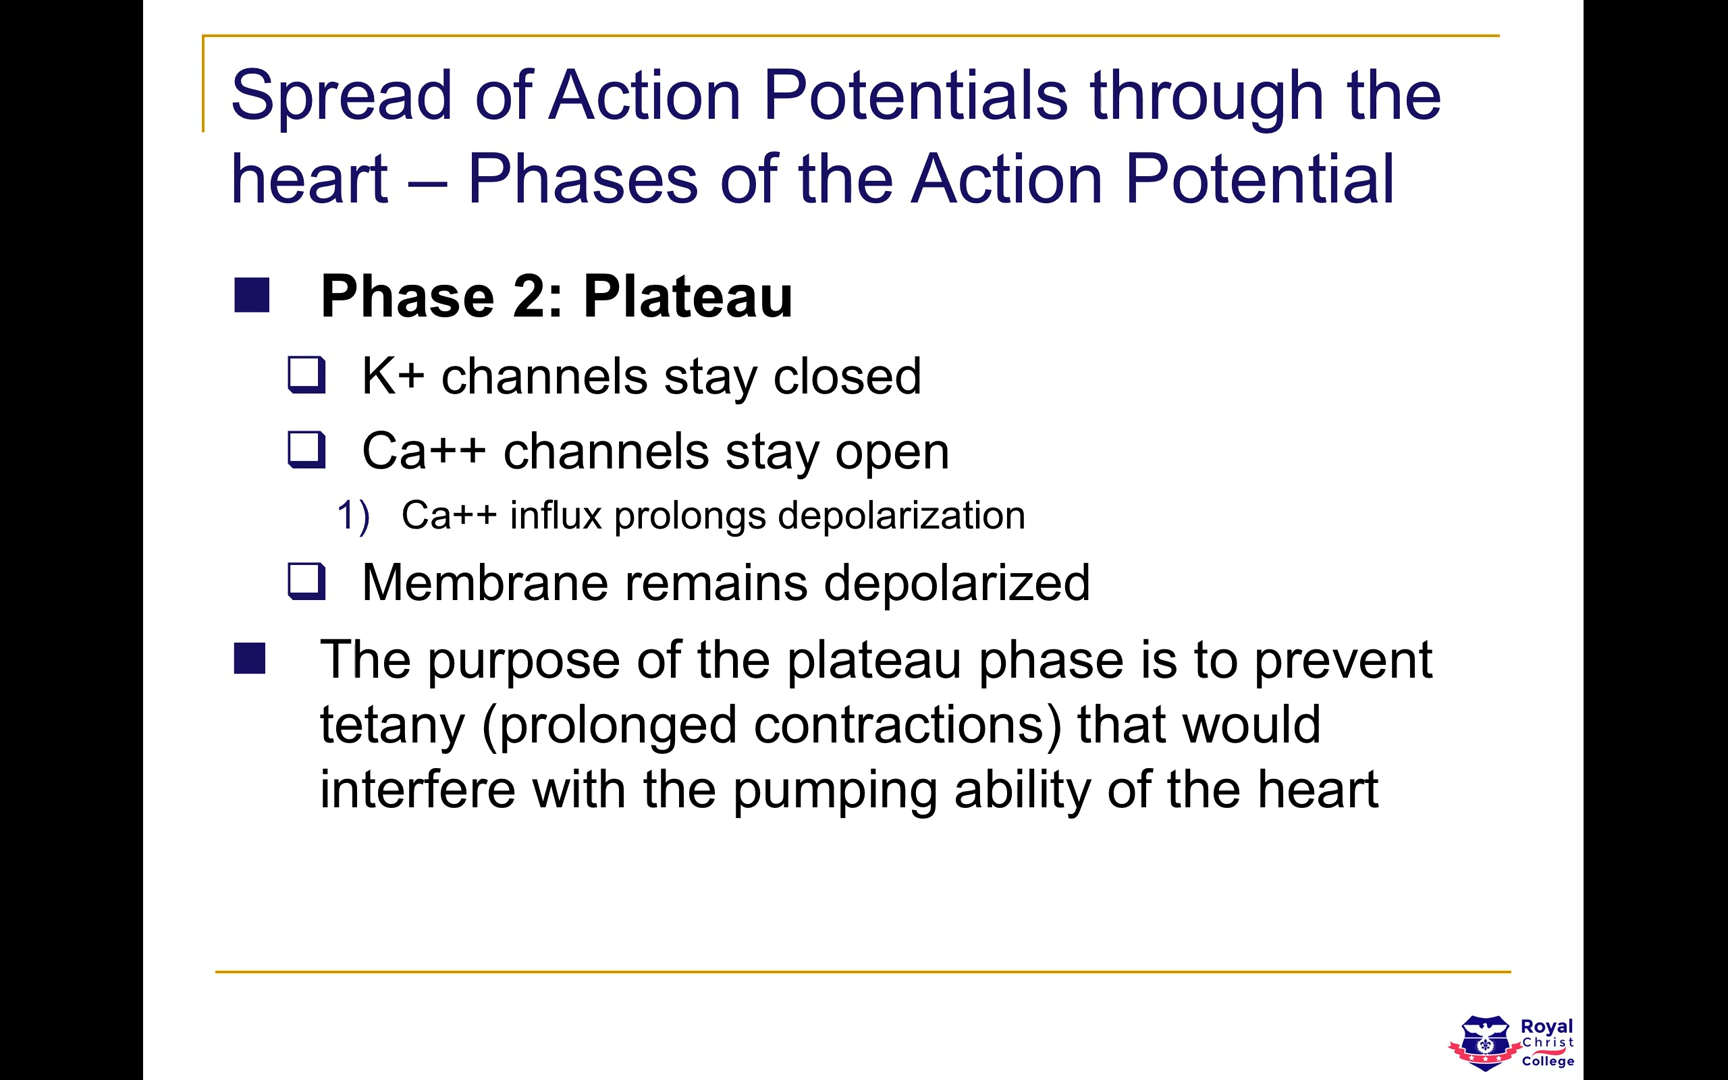 Spread of Action Potentials through the
heart – Phases of the Action Potential
Phase 2: Plateau
K+ channels stay closed
Ca++ channels stay open
1) Ca++ influx prolongs depolarization
Membrane remains depolarized
The purpose of the plateau phase is to prevent
tetany (prolonged contractions) that would
interfere with the pumping ability of the heart
Royal
Christ
College